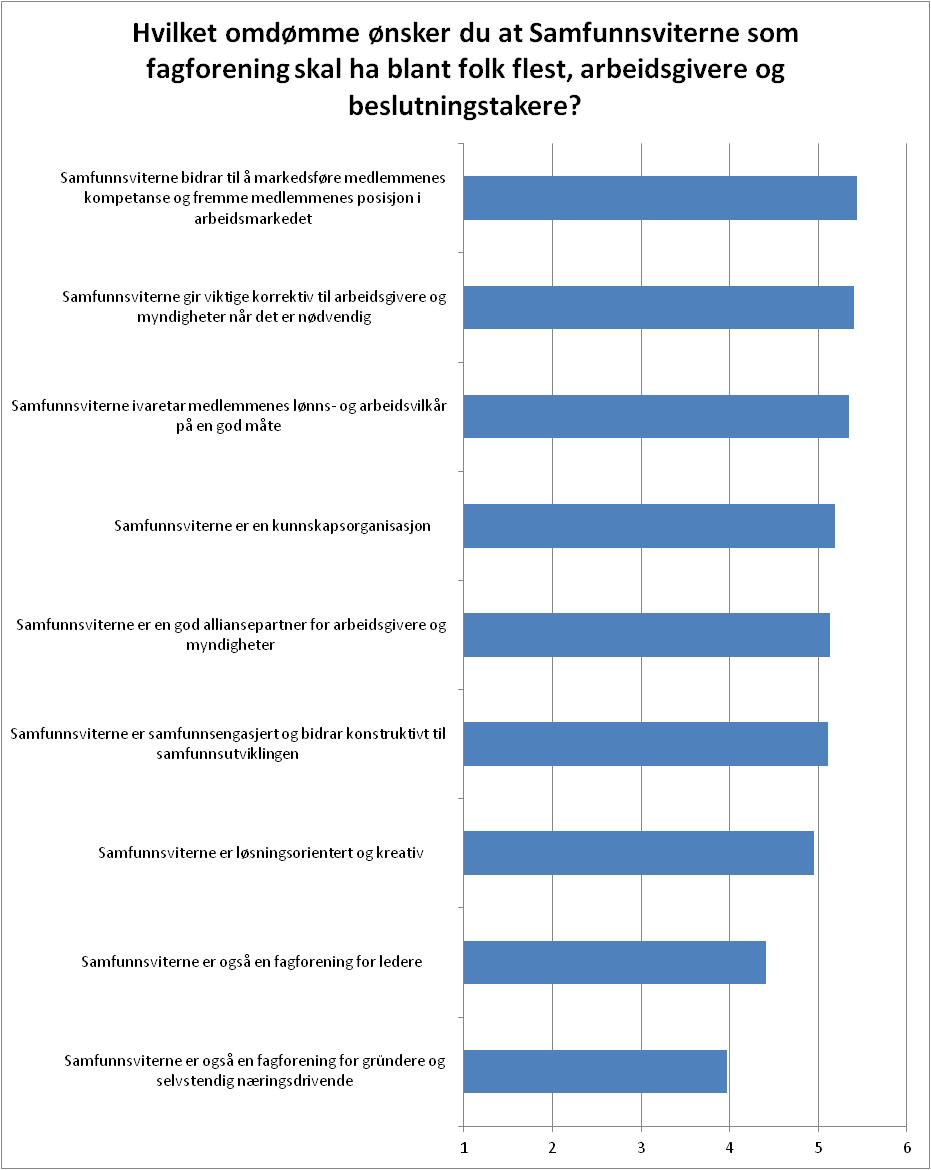 Hvilket omdømme ønsker du at Samfunnsviterne som
fagforening skal ha blant folk flest, arbeidsgivere og
beslutningstakere?
Samfunnsviterne bidrar til å markedsføre medlemmenes
kompetanse og fremme medlemmenes posisjon i
arbeidsmarkedet
Samfunnsviterne gir viktige korrektiv til arbeidsgivere og
myndigheter når det er nødvendig
Samfunnsviterne ivaretar medlemmenes lønns- og arbeidsvilkår
på en god måte
Samfunnsviterne er en kunnskapsorganisasjon
Samfunnsviterne er en god alliansepartner for arbeidsgivere og
myndigheter
Samfunnsviterne er samfunnsengasjert og bidrar konstruktivt til
samfunnsutviklingen
Samfunnsviterne er løsningsorientert og kreativ
Samfunnsviterne er også en fagforening for ledere
Samfunnsviterne er også en fagforening for gründere og
selvstendig næringsdrivende
1 2 3 4 5 6